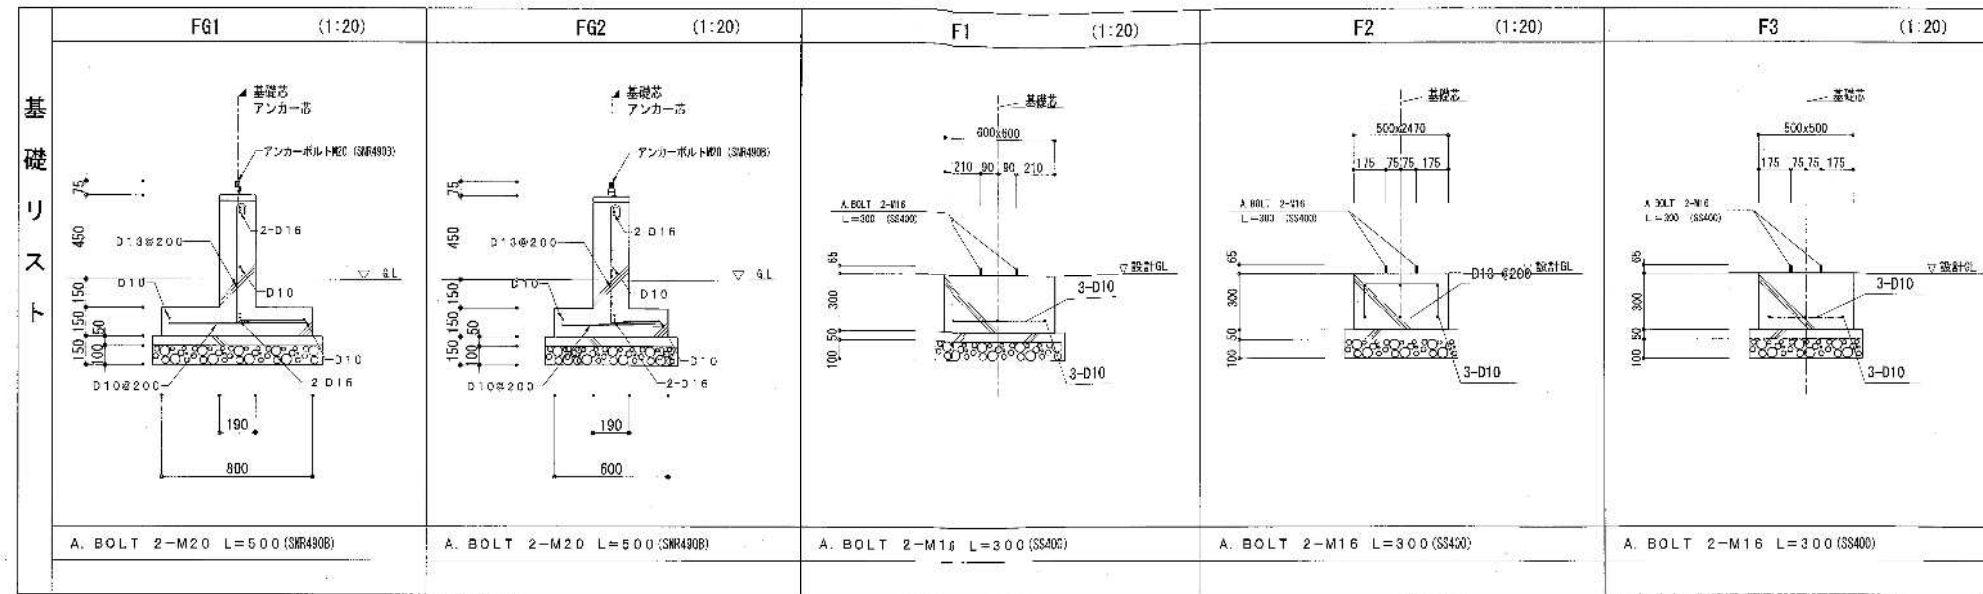 基礎リスト
FG1 (1:20)
基礎芯
アンカー芯
アンカーボルトM20 (SNR490B)
75
450
150
150
150
50
100
2-D16
D13@200
▽ GL
D10
D10
D10
D10@200
2-D16
190
800
A. BOLT 2-M20 L=500(SNR490B)
FG2 (1:20)
基礎芯
アンカー芯
アンカーボルトM20 (SNR490B)
75
450
150
150
150
50
100
2-D16
D13@200
▽ GL
D10
D10
D10
D10@200
2-D16
190
600
A. BOLT 2-M20 L=500(SNR490B)
F1 (1:20)
基礎芯
600x600
210 90 90 210
A.BOLT 2-M16
L=300 (SS400)
65
300
50
100
▽設計GL
3-D10
3-D10
A. BOLT 2-M16 L=300(SS400)
F2 (1:20)
基礎芯
500x2470
175 75 75 175
A.BOLT 2-M16
L=300 (SS400)
65
300
50
100
設計GL
D13 @200
3-D10
A. BOLT 2-M16 L=300(SS400)
F3 (1:20)
基礎芯
500x500
175 75 75 175
A.BOLT 2-M16
L=300 (SS400)
65
300
50
100
▽設計GL
3-D10
3-D10
A. BOLT 2-M16 L=300(SS400)